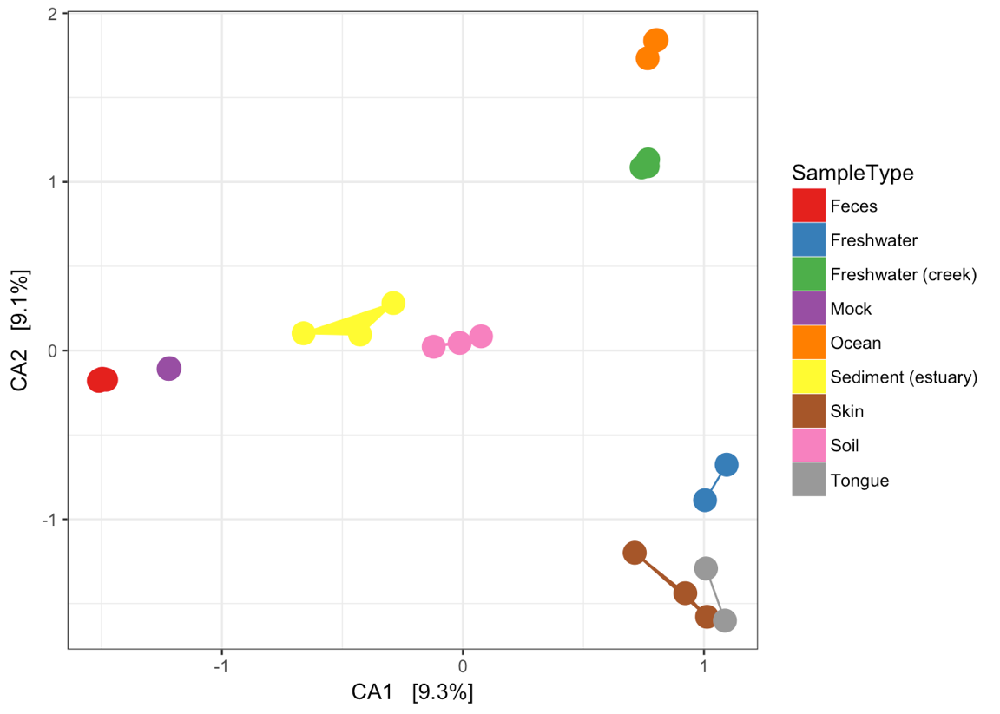 2
1
0
-1
CA2 [9.1%]
-1
0
1
CA1 [9.3%]
SampleType
Feces
Freshwater
Freshwater (creek)
Mock
Ocean
Sediment (estuary)
Skin
Soil
Tongue